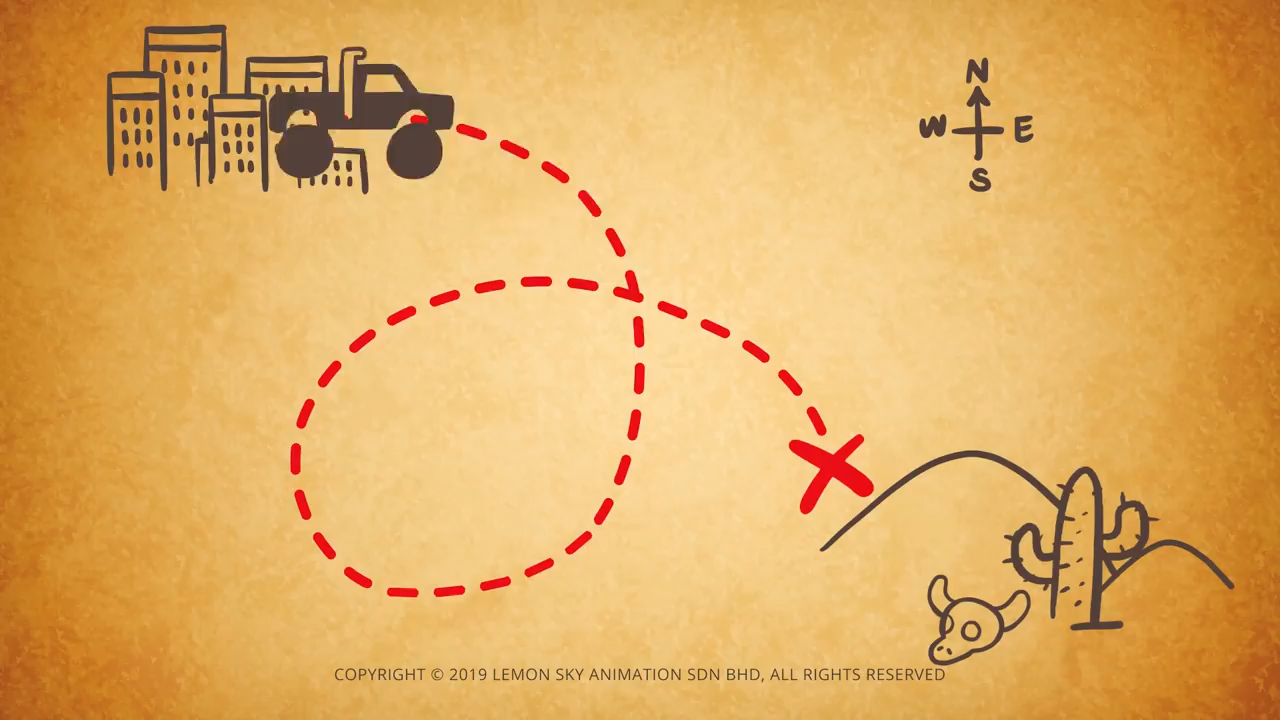 N
W E
S
COPYRIGHT © 2019 LEMON SKY ANIMATION SDN BHD, ALL RIGHTS RESERVED